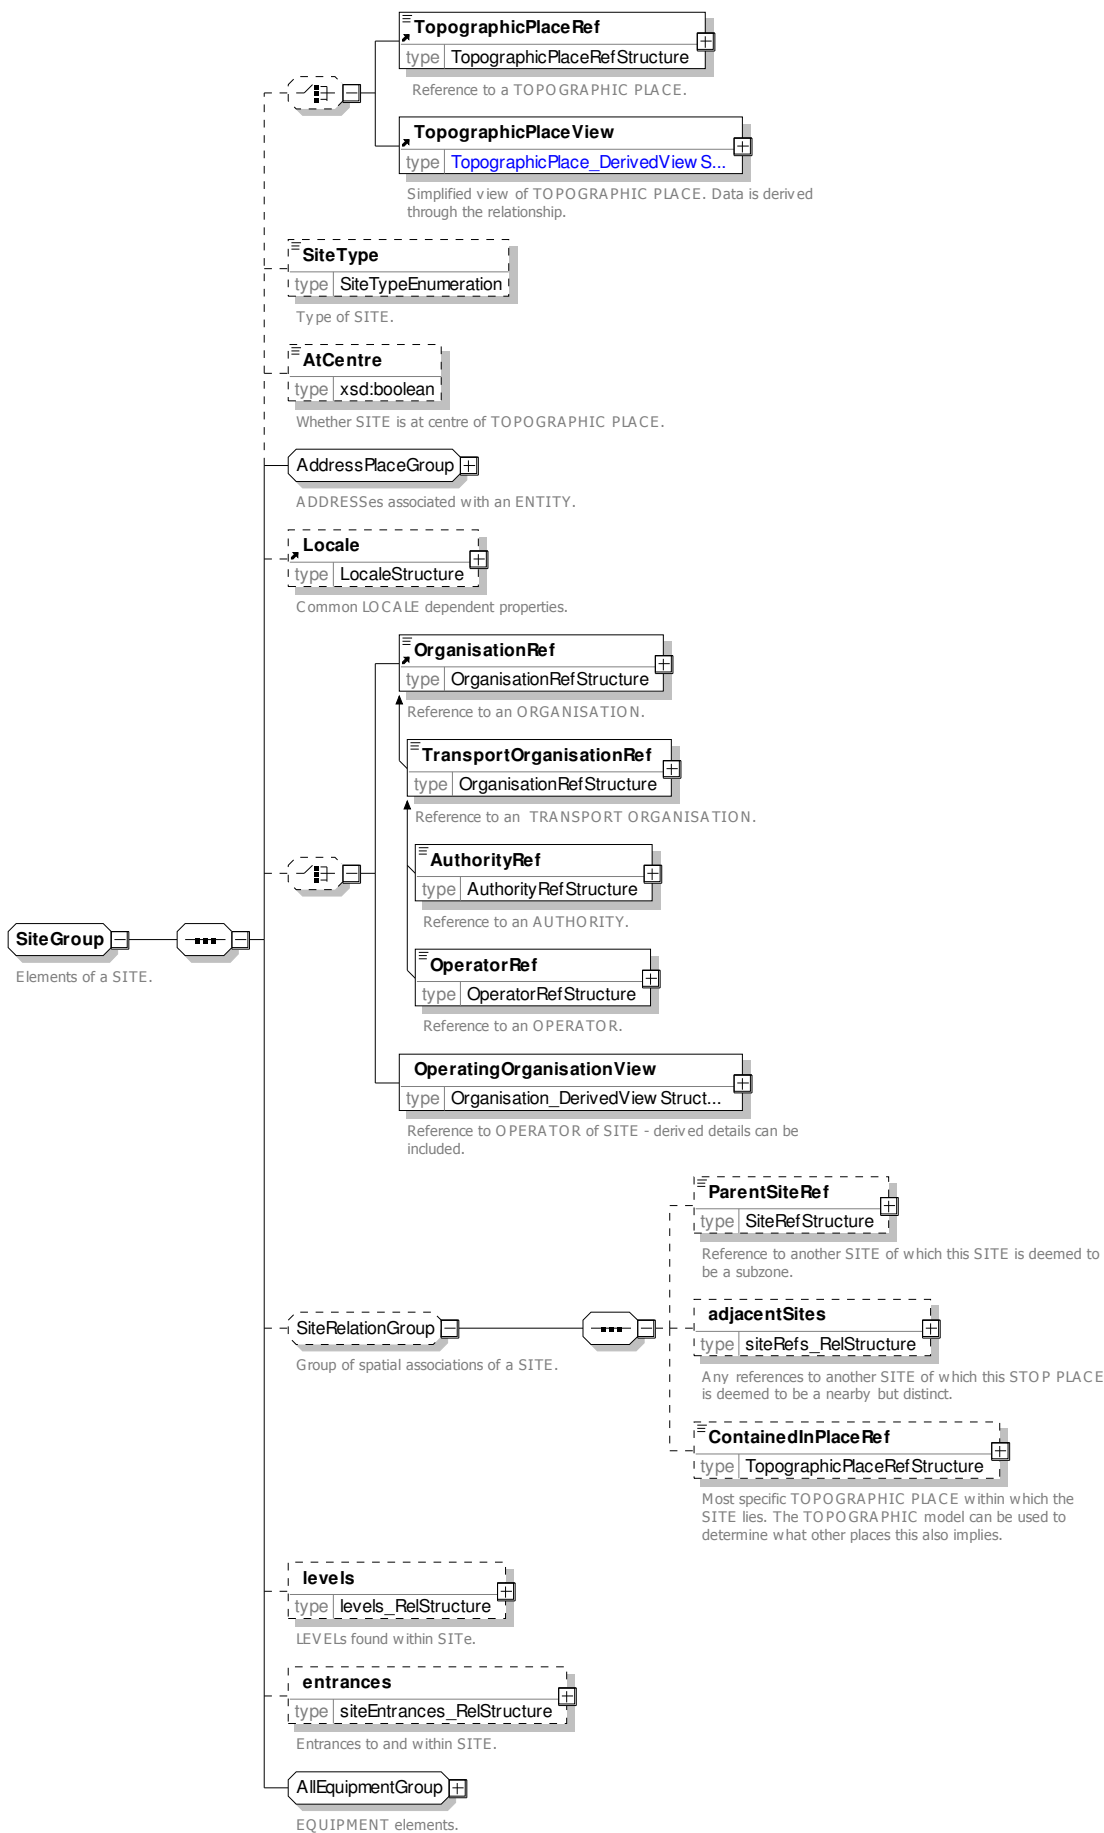 TopographicPlaceRef
type TopographicPlaceRefStructure
Reference to a TOPOGRAPHIC PLACE.
TopographicPlaceView
type TopographicPlace_DerivedViewS...
Simplified view of TOPOGRAPHIC PLACE. Data is derived
through the relationship.
SiteType
type SiteTypeEnumeration
Type of SITE.
AtCentre
type xsd:boolean
Whether SITE is at centre of TOPOGRAPHIC PLACE.
AddressPlaceGroup
ADDRESSes associated with an ENTITY.
Locale
type LocaleStructure
Common LOCALE dependent properties.
OrganisationRef
type OrganisationRefStructure
Reference to an ORGANISATION.
TransportOrganisationRef
type OrganisationRefStructure
Reference to an TRANSPORT ORGANISATION.
AuthorityRef
type AuthorityRefStructure
Reference to an AUTHORITY.
SiteGroup
Elements of a SITE.
OperatorRef
type OperatorRefStructure
Reference to an OPERATOR.
OperatingOrganisationView
type Organisation_DerivedViewStruct...
Reference to OPERATOR of SITE - derived details can be
included.
ParentSiteRef
type SiteRefStructure
Reference to another SITE of which this SITE is deemed to
be a subzone.
SiteRelationGroup
Group of spatial associations of a SITE.
adjacentSites
type siteRefs_RelStructure
Any references to another SITE of which this STOP PLACE
is deemed to be a nearby but distinct.
ContainedInPlaceRef
type TopographicPlaceRefStructure
Most specific TOPOGRAPHIC PLACE within which the
SITE lies. The TOPOGRAPHIC model can be used to
determine what other places this also implies.
levels
type levels_RelStructure
LEVELs found within SITe.
entrances
type siteEntrances_RelStructure
Entrances to and within SITE.
AllEquipmentGroup
EQUIPMENT elements.